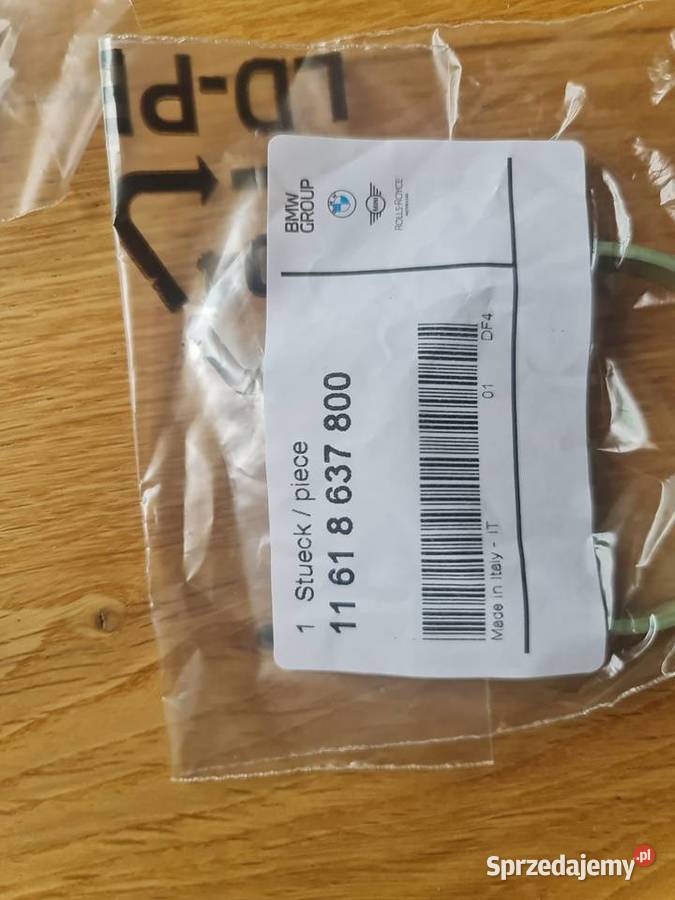 LD-PE
BMW
GROUP
MINI
ROLLS-ROYCE
1 Stueck / piece
11 61 8 637 800
01 DF4
Made in Italy - IT
Sprzedajemy.pl